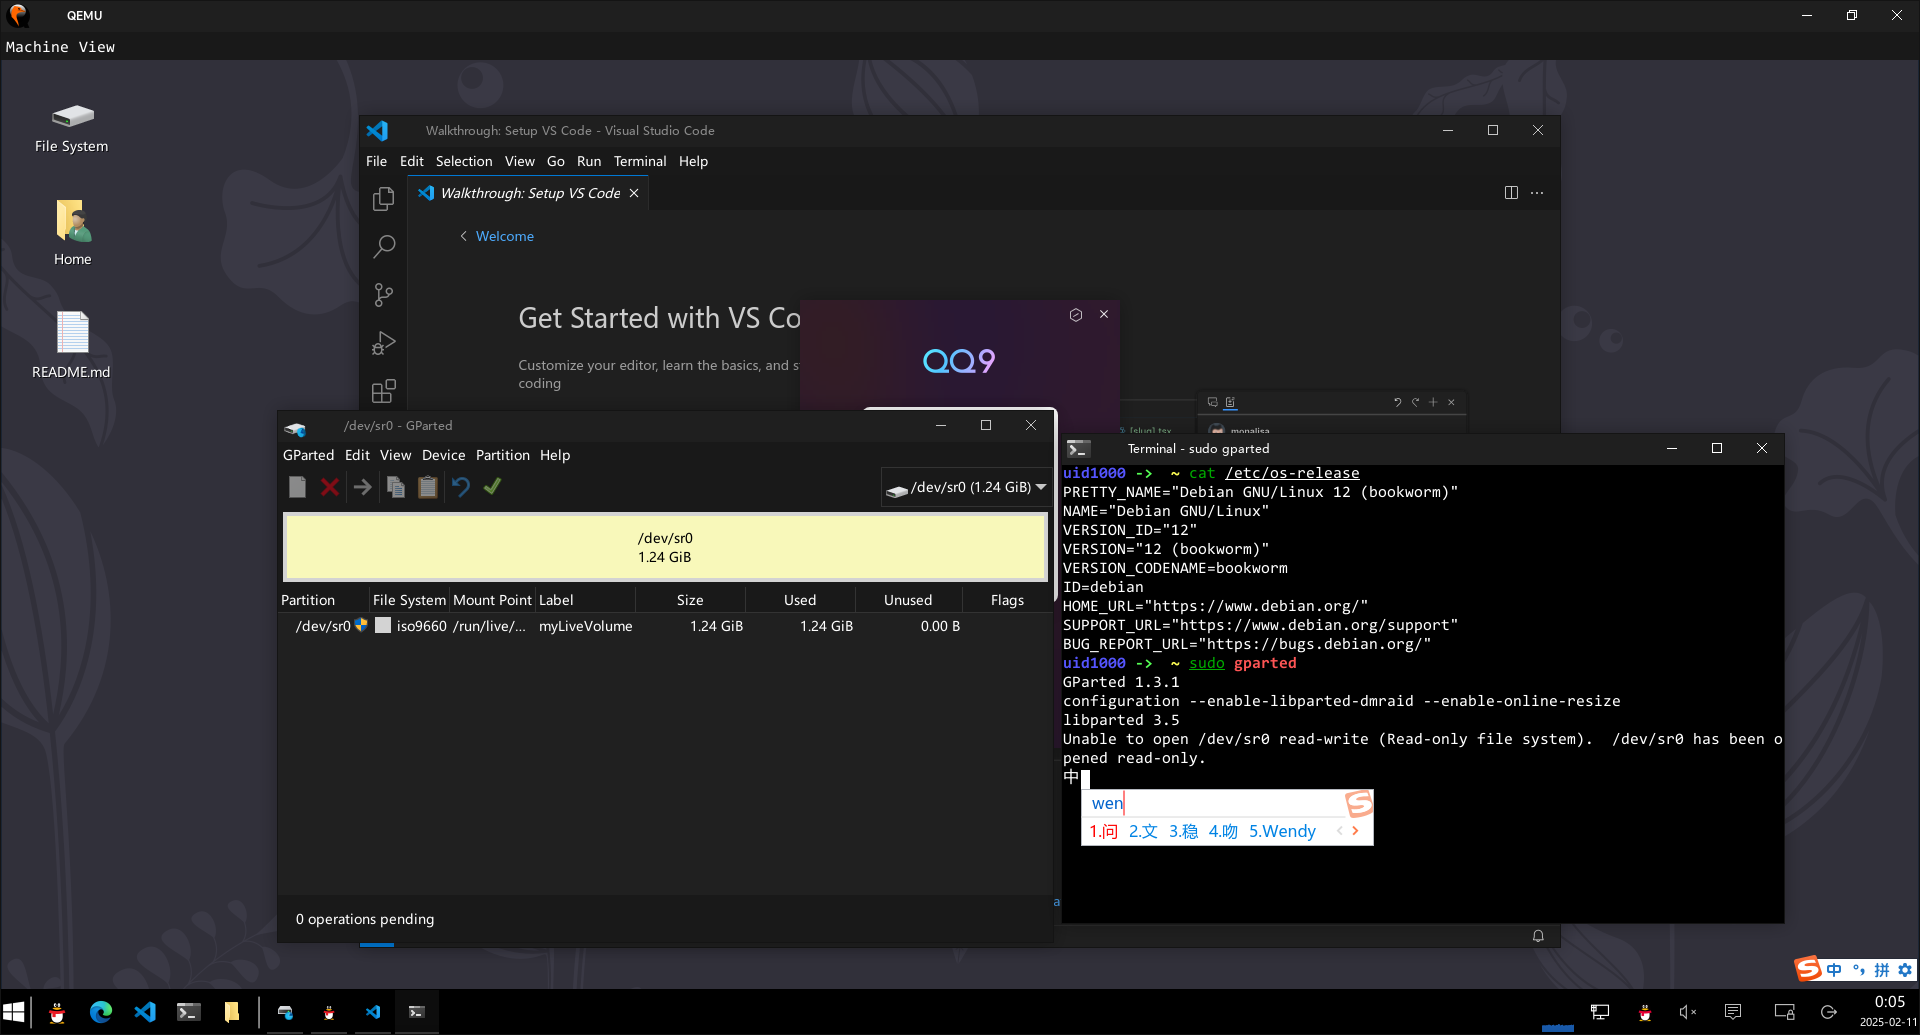 QEMU
Machine View
File System
Home
README.md
Walkthrough: Setup VS Code - Visual Studio Code
File Edit Selection View Go Run Terminal Help
Walkthrough: Setup VS Code
Welcome
Get Started with VS Co
Customize your editor, learn the basics, and s
coding
QQ9
[slug].tsx
monalisa
/dev/sr0 - GParted
GParted Edit View Device Partition Help
/dev/sr0 (1.24 GiB)
/dev/sr0
1.24 GiB
Partition File System Mount Point Label Size Used Unused Flags
/dev/sr0 iso9660 /run/live/... myLiveVolume 1.24 GiB 1.24 GiB 0.00 B
0 operations pending
Terminal - sudo gparted
uid1000 -> ~ cat /etc/os-release
PRETTY_NAME="Debian GNU/Linux 12 (bookworm)"
NAME="Debian GNU/Linux"
VERSION_ID="12"
VERSION="12 (bookworm)"
VERSION_CODENAME=bookworm
ID=debian
HOME_URL="https://www.debian.org/"
SUPPORT_URL="https://www.debian.org/support"
BUG_REPORT_URL="https://bugs.debian.org/"
uid1000 -> ~ sudo gparted
GParted 1.3.1
configuration --enable-libparted-dmraid --enable-online-resize
libparted 3.5
Unable to open /dev/sr0 read-write (Read-only file system).  /dev/sr0 has been o
pened read-only.
中
wen
1.问 2.文 3.稳 4.吻 5.Wendy
a
中 °, 拼
0:05
2025-02-11